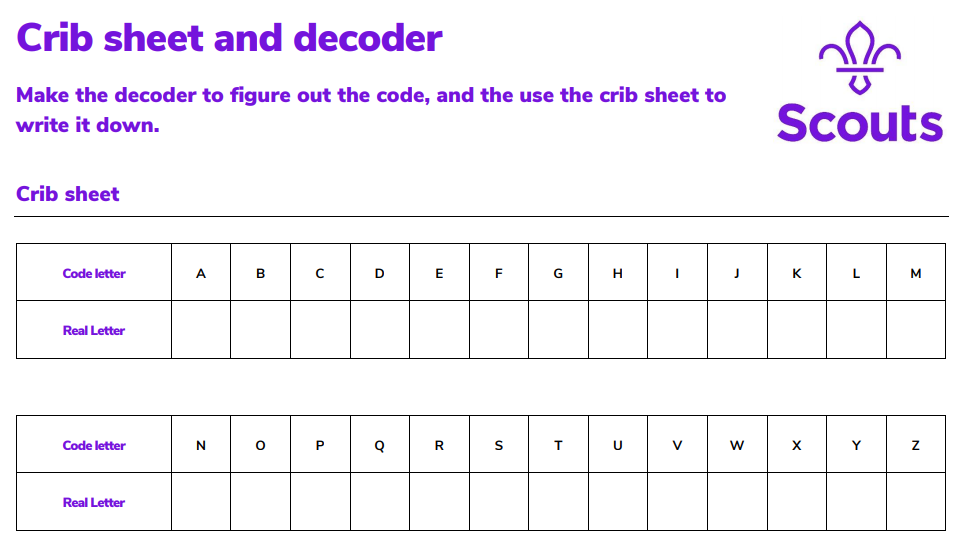 Crib sheet and decoder
Make the decoder to figure out the code, and the use the crib sheet to
write it down.
Scouts
Crib sheet
Code letter A B C D E F G H I J K L M
Real Letter
Code letter N O P Q R S T U V W X Y Z
Real Letter